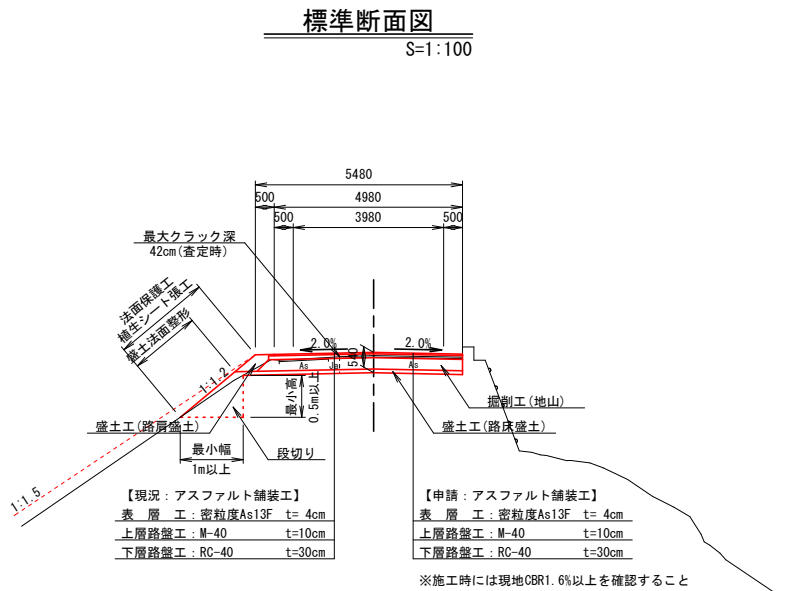 標準断面図
S=1:100
5480
500
4980
500
3980
500
最大クラック深
42cm(査定時)
法面保護工
植生シート張工
盛土法面整形
2.0%
2.0%
540
As
As
1:1.2
最小高
0.5m以上
掘削工(地山)
盛土工(路肩盛土)
盛土工(路床盛土)
最小幅
1m以上
段切り
1:1.5
【現況：アスファルト舗装工】
表 層 工：密粒度As13F t= 4cm
上層路盤工：M-40 t=10cm
下層路盤工：RC-40 t=30cm
【申請：アスファルト舗装工】
表 層 工：密粒度As13F t= 4cm
上層路盤工：M-40 t=10cm
下層路盤工：RC-40 t=30cm
※施工時には現地CBR1.6%以上を確認すること